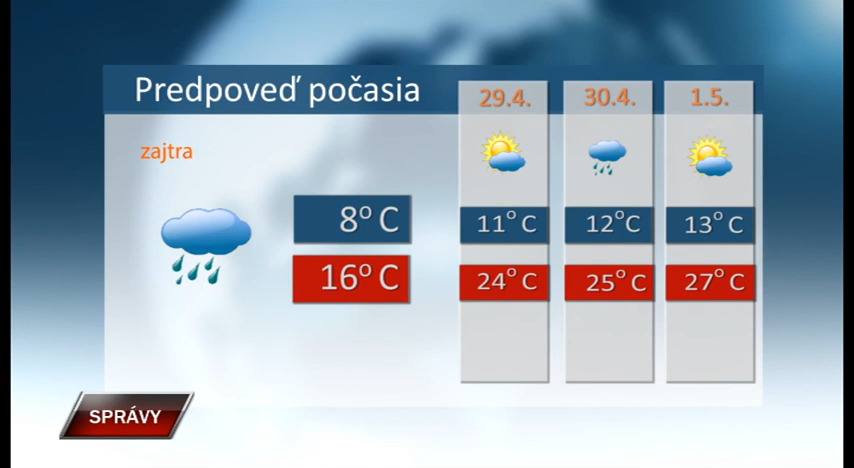 Predpoveď počasia
zajtra
8° C
16° C
29.4.
11° C
24° C
30.4.
12°C
25° C
1.5.
13° C
27° C
SPRÁVY